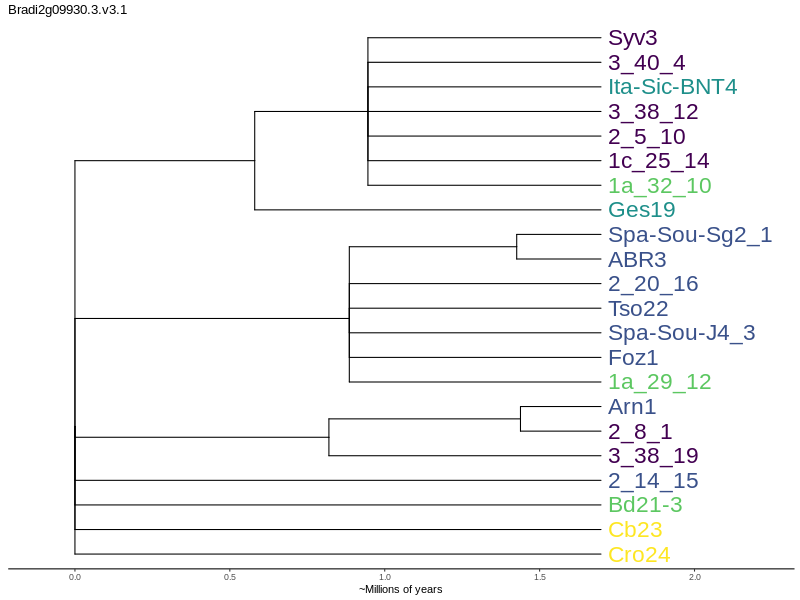 Bradi2g09930.3.v3.1
Syv3
3_40_4
Ita-Sic-BNT4
3_38_12
2_5_10
1c_25_14
1a_32_10
Ges19
Spa-Sou-Sg2_1
ABR3
2_20_16
Tso22
Spa-Sou-J4_3
Foz1
1a_29_12
Arn1
2_8_1
3_38_19
2_14_15
Bd21-3
Cb23
Cro24
0.0 0.5 1.0 1.5 2.0
~Millions of years